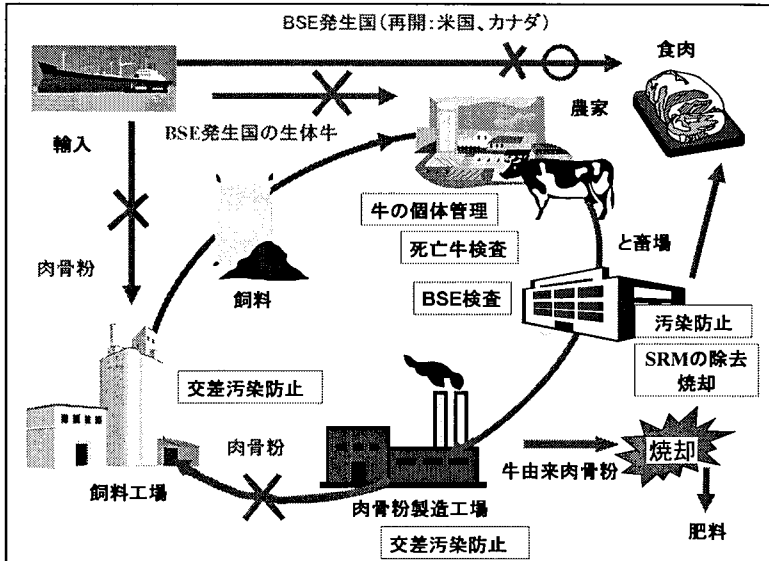 BSE発生国（再開：米国、カナダ）
食肉
農家
輸入
BSE発生国の生体牛
牛の個体管理
死亡牛検査
と畜場
肉骨粉
飼料
BSE検査
汚染防止
SRMの除去
焼却
交差汚染防止
肉骨粉
焼却
牛由来肉骨粉
飼料工場
肉骨粉製造工場
肥料
交差汚染防止